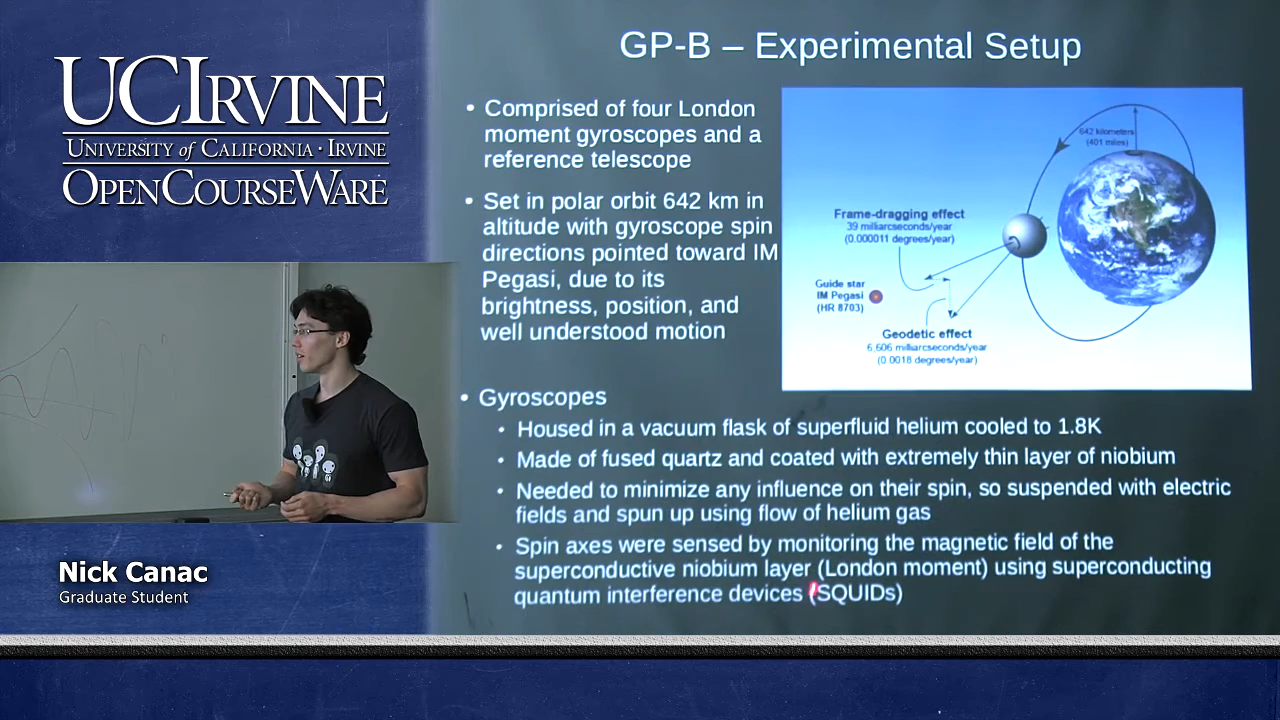 UCIRVINE
UNIVERSITY of CALIFORNIA · IRVINE
OPENCOURSEWARE
Nick Canac
Graduate Student
GP-B – Experimental Setup
• Comprised of four London
moment gyroscopes and a
reference telescope
• Set in polar orbit 642 km in
altitude with gyroscope spin
directions pointed toward IM
Pegasi, due to its
brightness, position, and
well understood motion
642 kilometers
(401 miles)
Frame-dragging effect
39 milliarcseconds/year
(0.000011 degrees/year)
Guide star
IM Pegasi
(HR 8703)
Geodetic effect
6,606 milliarcseconds/year
(0.0018 degrees/year)
• Gyroscopes
• Housed in a vacuum flask of superfluid helium cooled to 1.8K
• Made of fused quartz and coated with extremely thin layer of niobium
• Needed to minimize any influence on their spin, so suspended with electric
fields and spun up using flow of helium gas
• Spin axes were sensed by monitoring the magnetic field of the
superconductive niobium layer (London moment) using superconducting
quantum interference devices (SQUIDs)